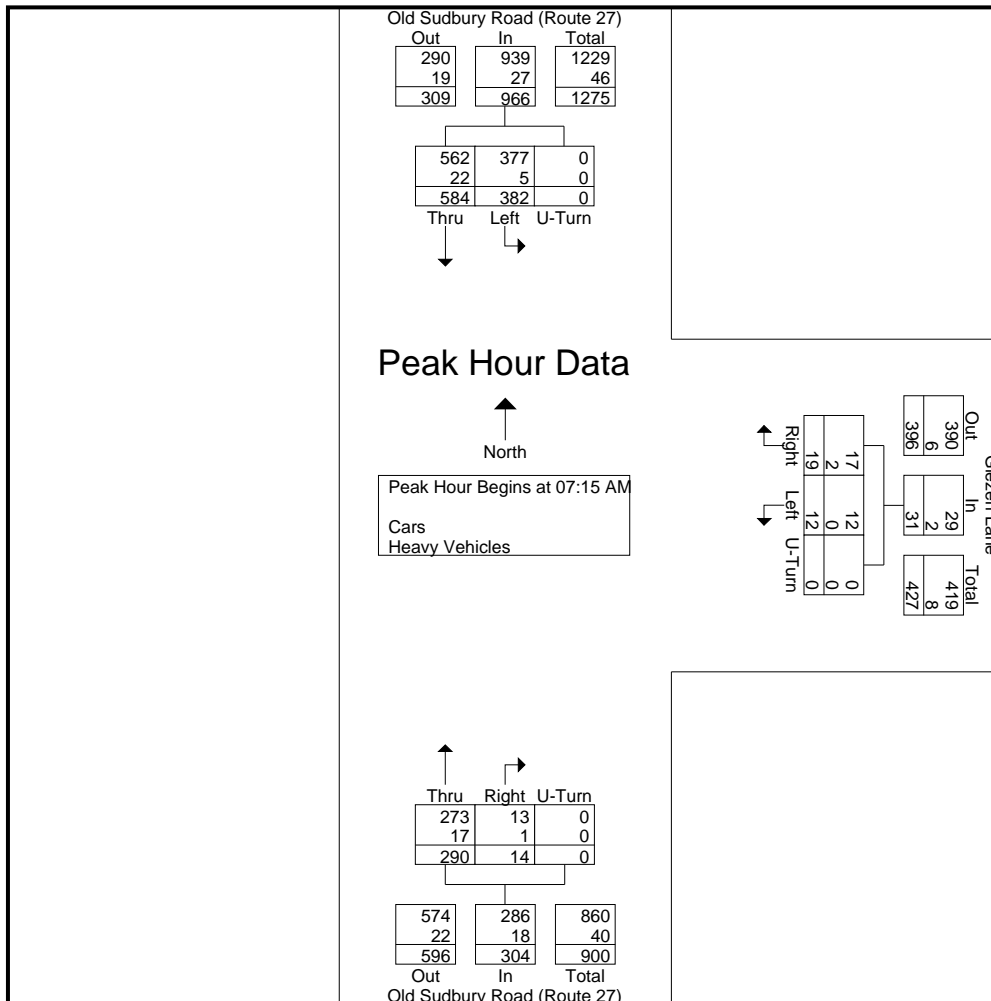 Old Sudbury Road (Route 27)
Out In Total
290 939 1229
19 27 46
309 966 1275
562 377 0
22 5 0
584 382 0
Thru Left U-Turn
Peak Hour Data
North
Peak Hour Begins at 07:15 AM
Cars
Heavy Vehicles
Right Left U-Turn
17 12 0
2 0 0
19 12 0
Out In Total
390 29 419
6 2 8
396 31 427
Lane
Thru Right U-Turn
273 13 0
17 1 0
290 14 0
574 286 860
22 18 40
596 304 900
Out In Total
Old Sudbury Road (Route 27)